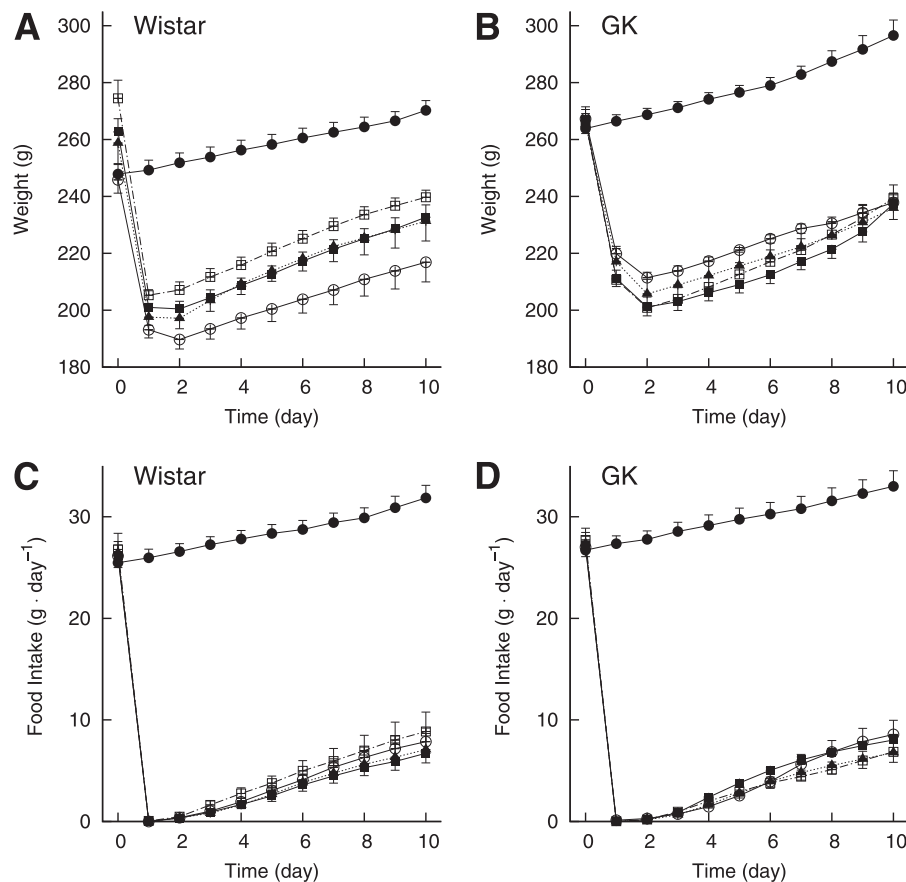 A Wistar
300
280
260
240
220
200
180
Weight (g)
0 2 4 6 8 10
Time (day)
B GK
300
280
260
240
220
200
180
Weight (g)
0 2 4 6 8 10
Time (day)
C Wistar
30
20
10
0
Food Intake (g · day⁻¹)
0 2 4 6 8 10
Time (day)
D GK
30
20
10
0
Food Intake (g · day⁻¹)
0 2 4 6 8 10
Time (day)